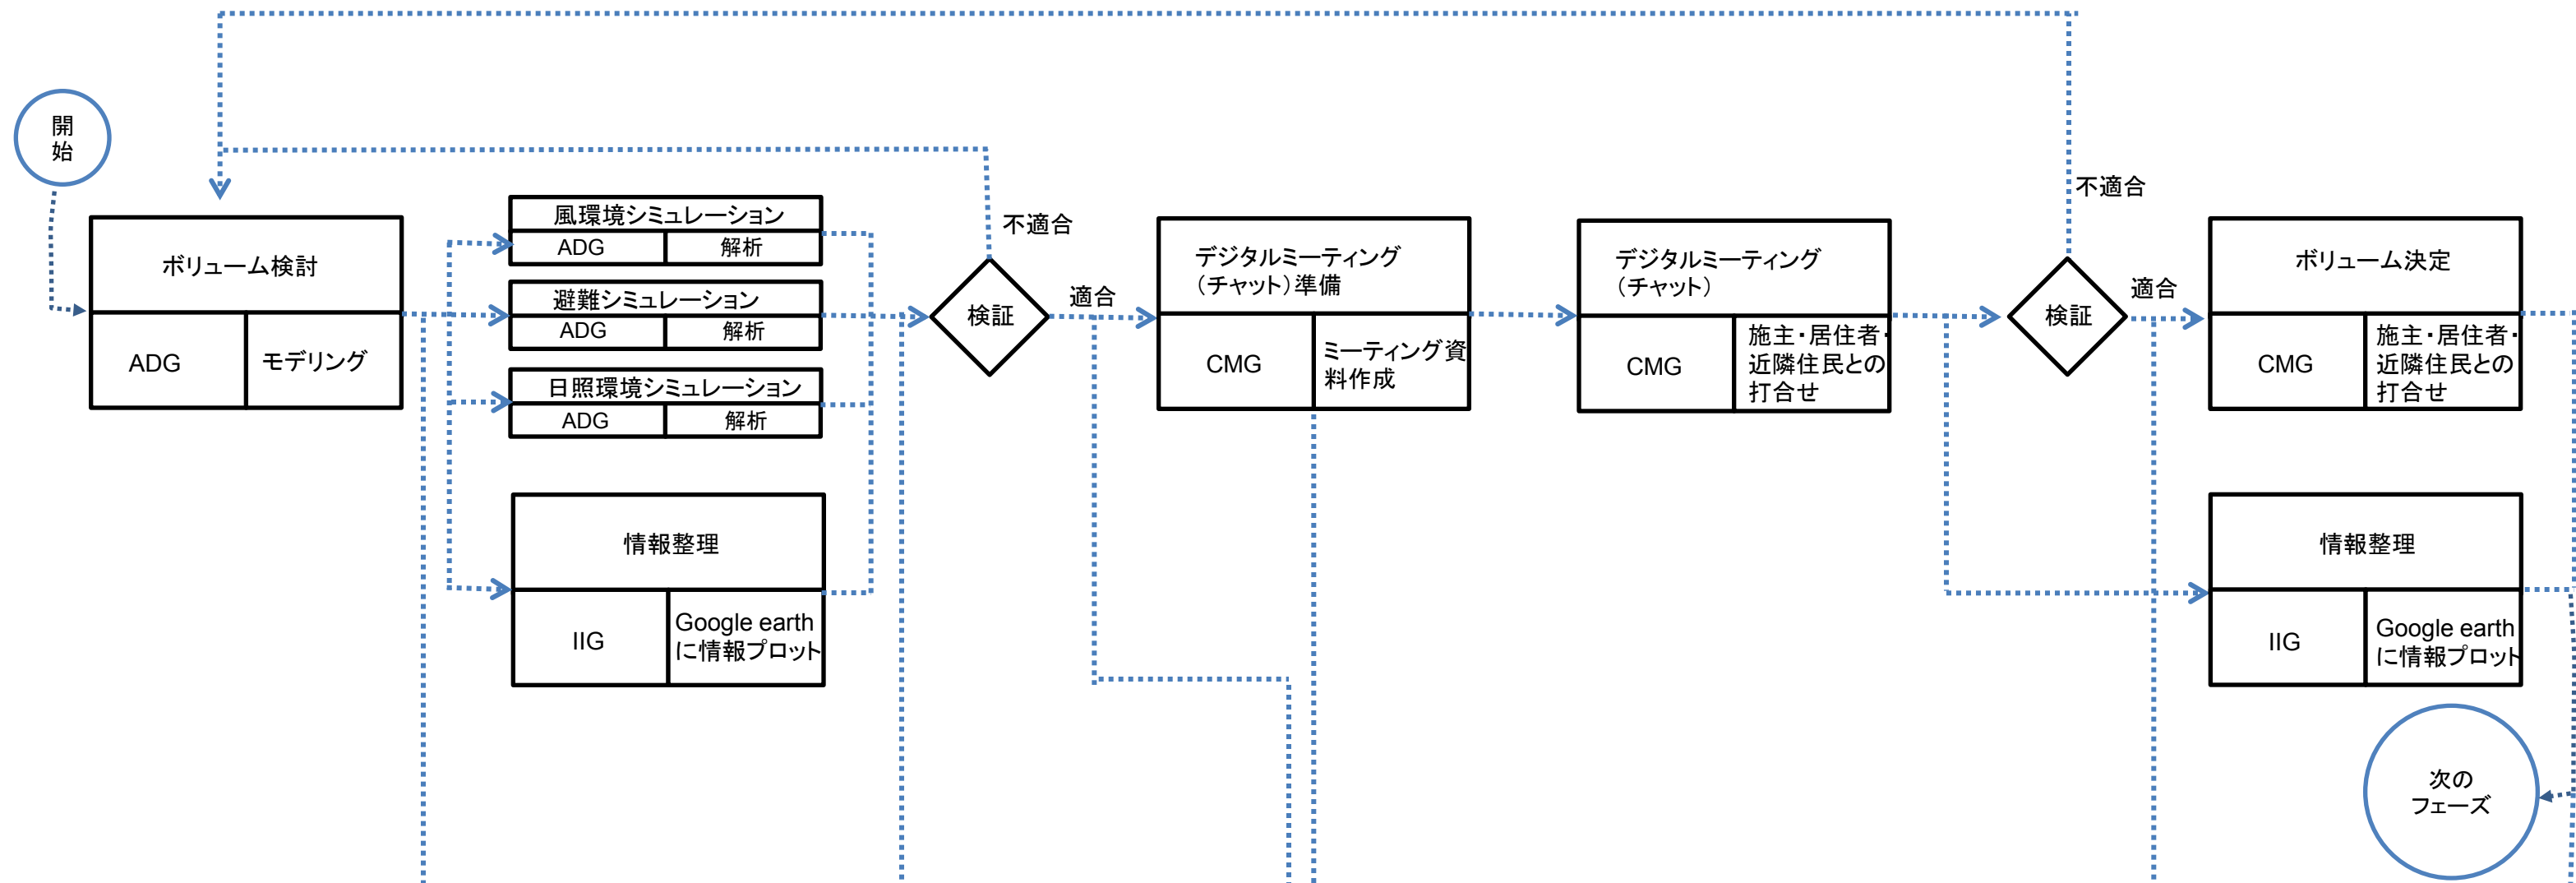 開
始
ボリューム検討
ADG
モデリング
風環境シミュレーション
ADG
解析
避難シミュレーション
ADG
解析
日照環境シミュレーション
ADG
解析
情報整理
IIG
Google earth
に情報プロット
不適合
検証
適合
デジタルミーティング
（チャット）準備
CMG
ミーティング資
料作成
デジタルミーティング
（チャット）
CMG
施主・居住者・
近隣住民との
打合せ
不適合
検証
適合
ボリューム決定
CMG
施主・居住者・
近隣住民との
打合せ
情報整理
IIG
Google earth
に情報プロット
次の
フェーズ